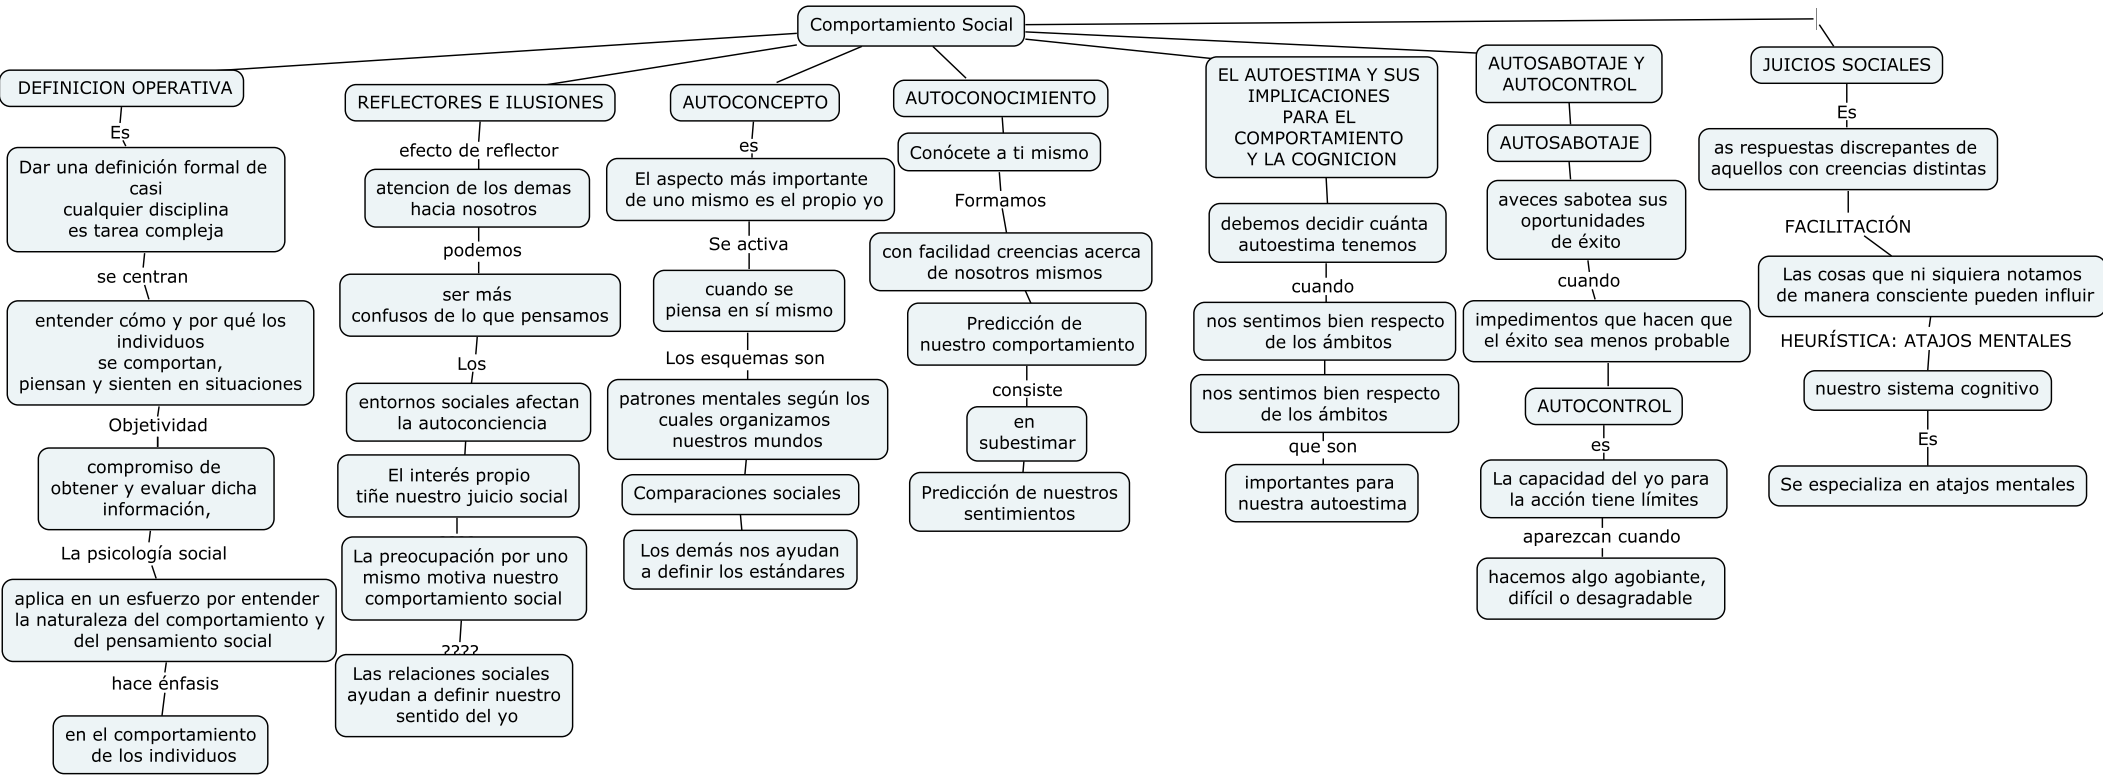 Comportamiento Social
DEFINICION OPERATIVA
Es
Dar una definición formal de
casi
cualquier disciplina
es tarea compleja
se centran
entender cómo y por qué los
individuos
se comportan,
piensan y sienten en situaciones
Objetividad
compromiso de
obtener y evaluar dicha
información,
La psicología social
aplica en un esfuerzo por entender
la naturaleza del comportamiento y
del pensamiento social
hace énfasis
en el comportamiento
de los individuos
REFLECTORES E ILUSIONES
efecto de reflector
atencion de los demas
hacia nosotros
podemos
ser más
confusos de lo que pensamos
Los
entornos sociales afectan
la autoconciencia
El interés propio
tiñe nuestro juicio social
La preocupación por uno
mismo motiva nuestro
comportamiento social
????
Las relaciones sociales
ayudan a definir nuestro
sentido del yo
AUTOCONCEPTO
es
El aspecto más importante
de uno mismo es el propio yo
Se activa
cuando se
piensa en sí mismo
Los esquemas son
patrones mentales según los
cuales organizamos
nuestros mundos
Comparaciones sociales
Los demás nos ayudan
a definir los estándares
AUTOCONOCIMIENTO
Conócete a ti mismo
Formamos
con facilidad creencias acerca
de nosotros mismos
Predicción de
nuestro comportamiento
consiste
en
subestimar
Predicción de nuestros
sentimientos
EL AUTOESTIMA Y SUS
IMPLICACIONES
PARA EL
COMPORTAMIENTO
Y LA COGNICION
debemos decidir cuánta
autoestima tenemos
cuando
nos sentimos bien respecto
de los ámbitos
nos sentimos bien respecto
de los ámbitos
que son
importantes para
nuestra autoestima
AUTOSABOTAJE Y
AUTOCONTROL
AUTOSABOTAJE
aveces sabotea sus
oportunidades
de éxito
cuando
impedimentos que hacen que
el éxito sea menos probable
AUTOCONTROL
es
La capacidad del yo para
la acción tiene límites
aparezcan cuando
hacemos algo agobiante,
difícil o desagradable
JUICIOS SOCIALES
Es
as respuestas discrepantes de
aquellos con creencias distintas
FACILITACIÓN
Las cosas que ni siquiera notamos
de manera consciente pueden influir
HEURÍSTICA: ATAJOS MENTALES
nuestro sistema cognitivo
Es
Se especializa en atajos mentales